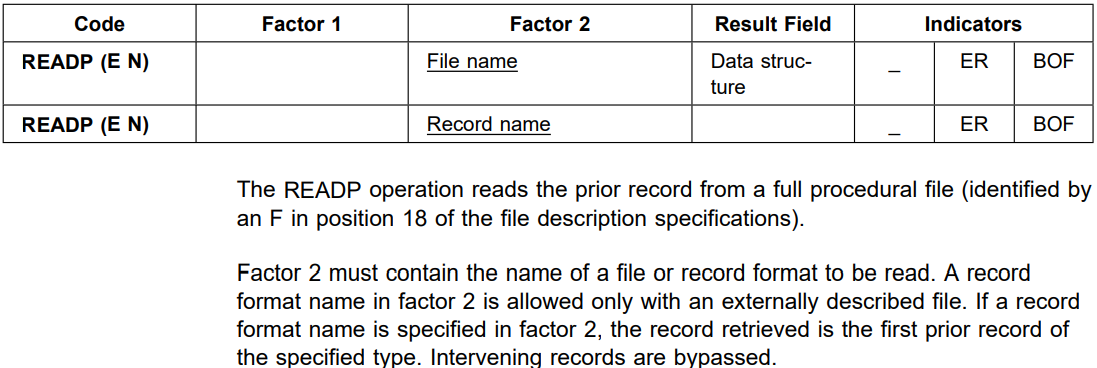 Code Factor 1 Factor 2 Result Field Indicators
READP (E N) File name Data struc- _ ER BOF
ture
READP (E N) Record name _ ER BOF
The READP operation reads the prior record from a full procedural file (identified by
an F in position 18 of the file description specifications).
Factor 2 must contain the name of a file or record format to be read. A record
format name in factor 2 is allowed only with an externally described file. If a record
format name is specified in factor 2, the record retrieved is the first prior record of
the specified type. Intervening records are bypassed.